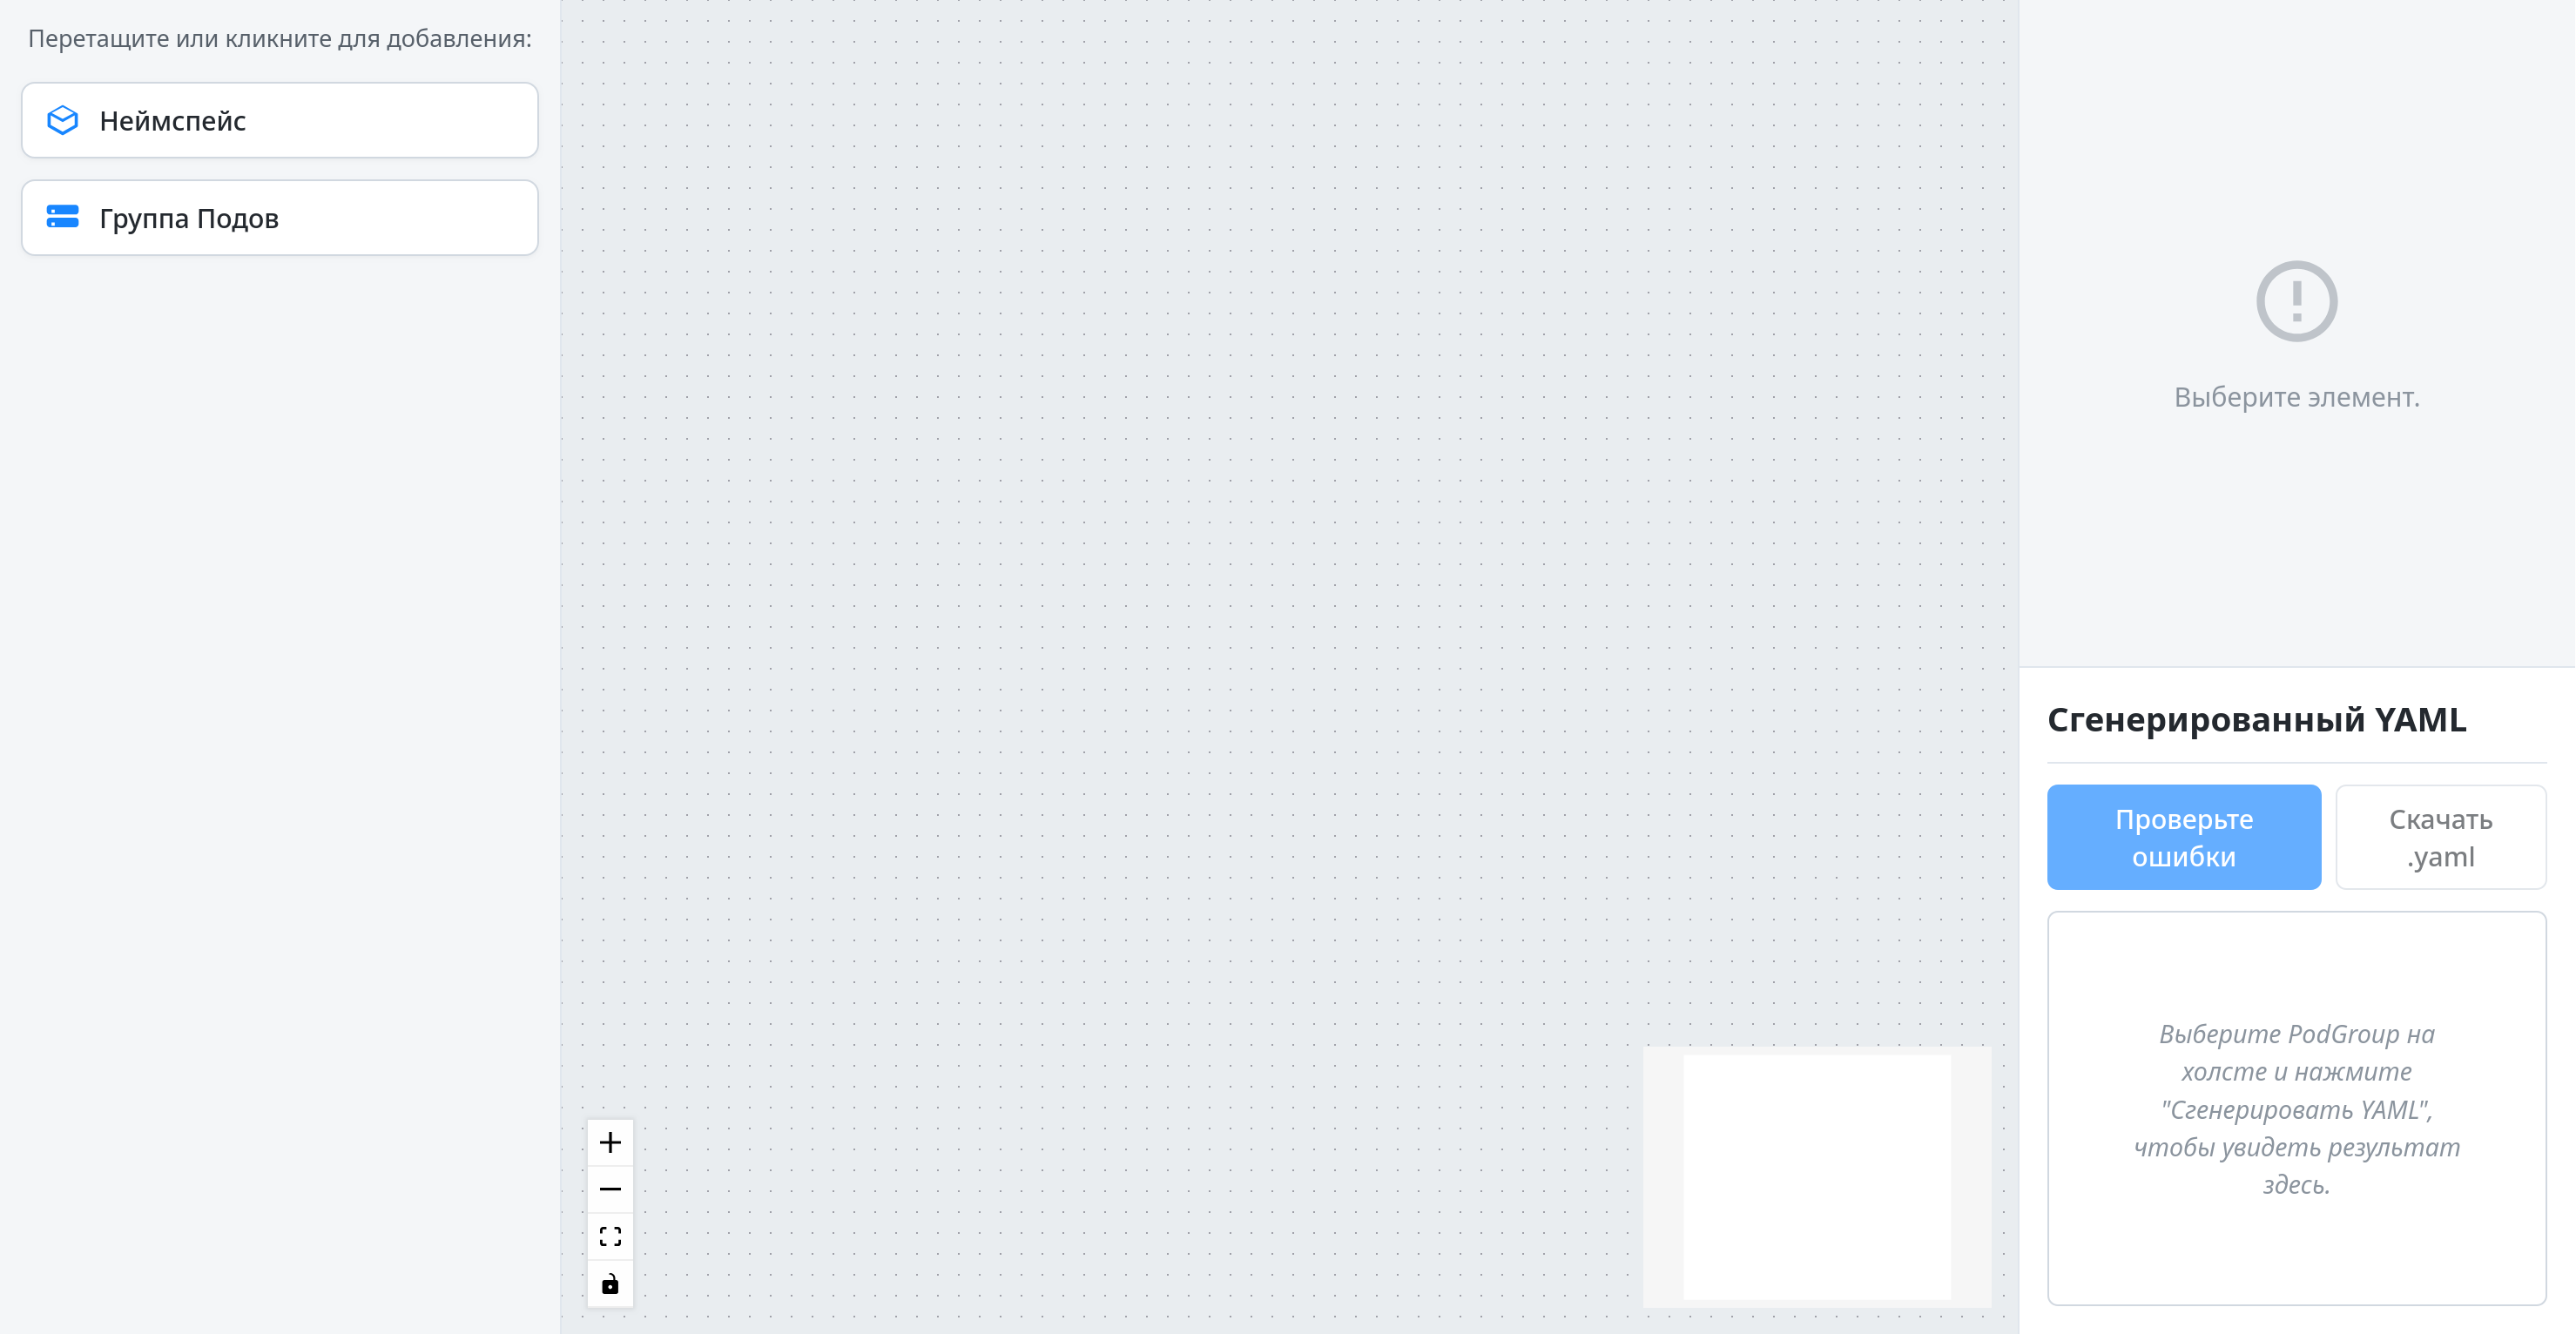 Перетащите или кликните для добавления:
Неймспейс
Группа Подов
Выберите элемент.
Сгенерированный YAML
Проверьте
ошибки
Скачать
.yaml
Выберите PodGroup на
холсте и нажмите
"Сгенерировать YAML",
чтобы увидеть результат
здесь.